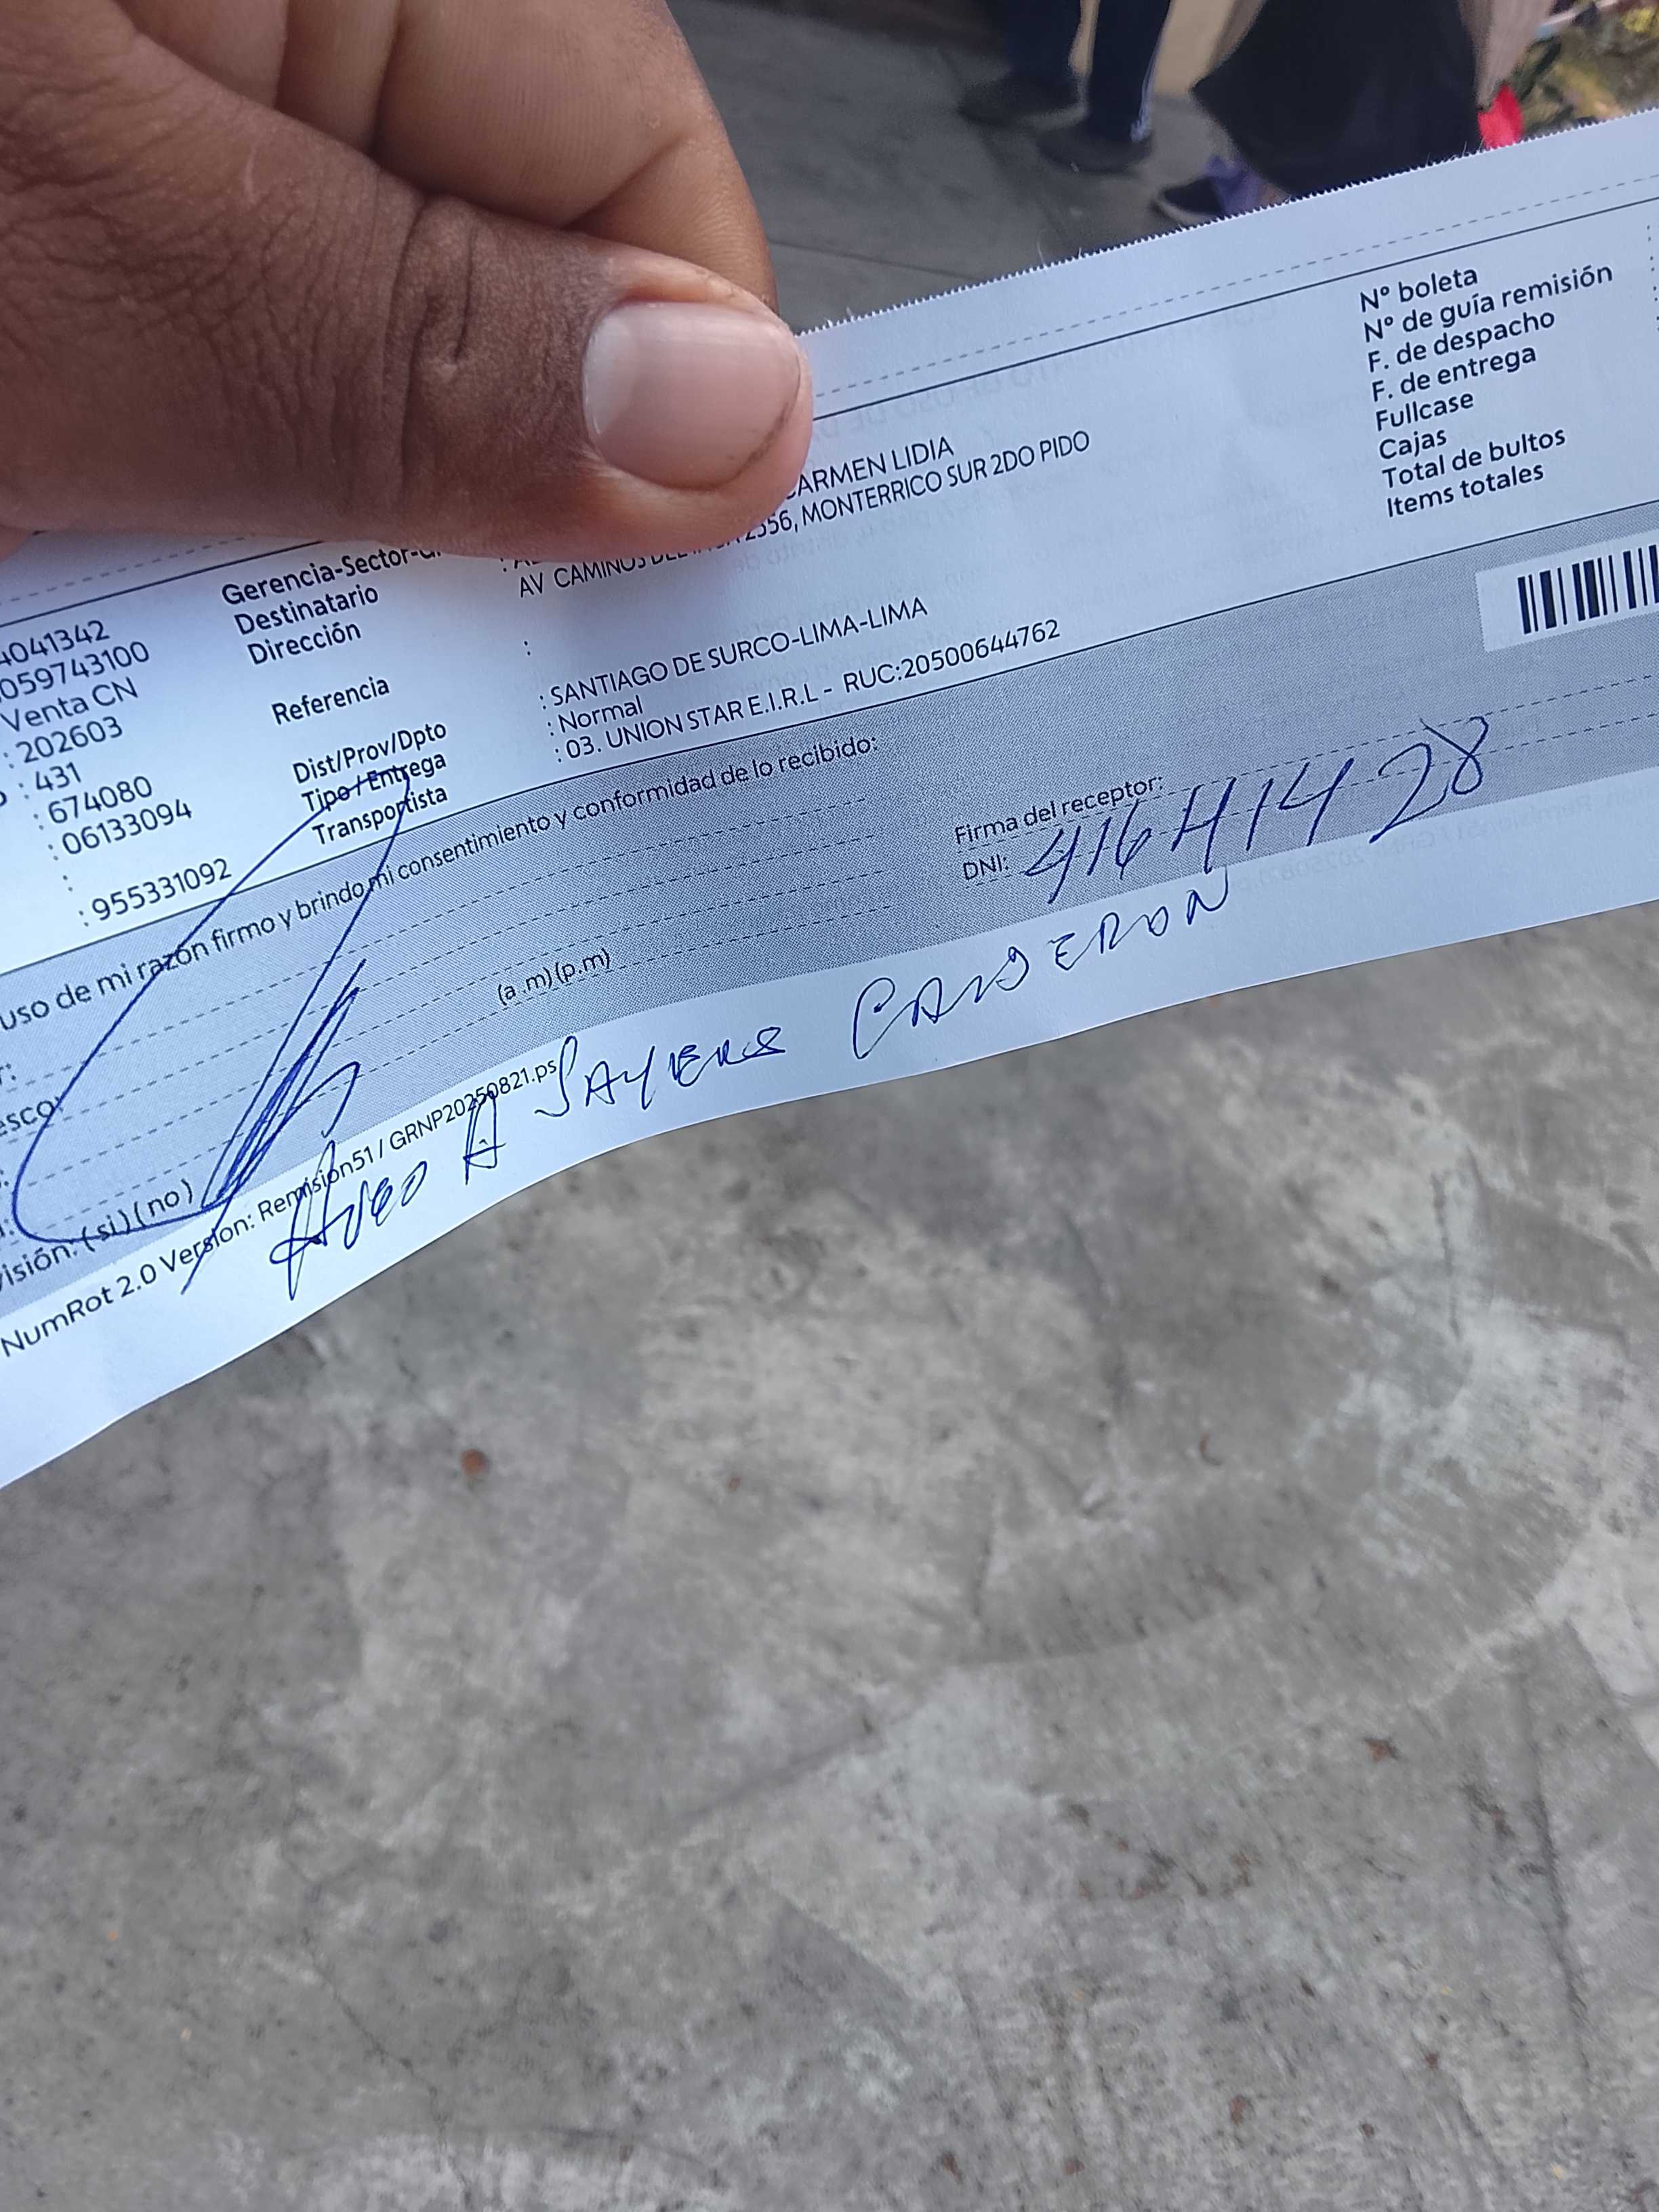 4041342
059743100
Venta CN
: 202603
: 431
: 674080
: 06133094
:
: 955331092
Gerencia-Sector-
Destinatario
Dirección
Referencia
Dist/Prov/Dpto
Tipo / Entrega
Transportista
CARMEN LIDIA
AV CAMINOS 2556, MONTERRICO SUR 2DO PIDO
:
: SANTIAGO DE SURCO-LIMA-LIMA
: Normal
: 03. UNION STAR E.I.R.L - RUC:20500644762
N° boleta
N° de guía remisión
F. de despacho
F. de entrega
Fullcase
Cajas
Total de bultos
Items totales
uso de mi razón firmo y brindo mi consentimiento y conformidad de lo recibido:
Firma del receptor:
DNI: 41641428
(a .m) (p.m)
isión: (si) (no)
NumRot 2.0 Version: Remision51 / GRNP20250821.ps
A SAYERS CALDERON